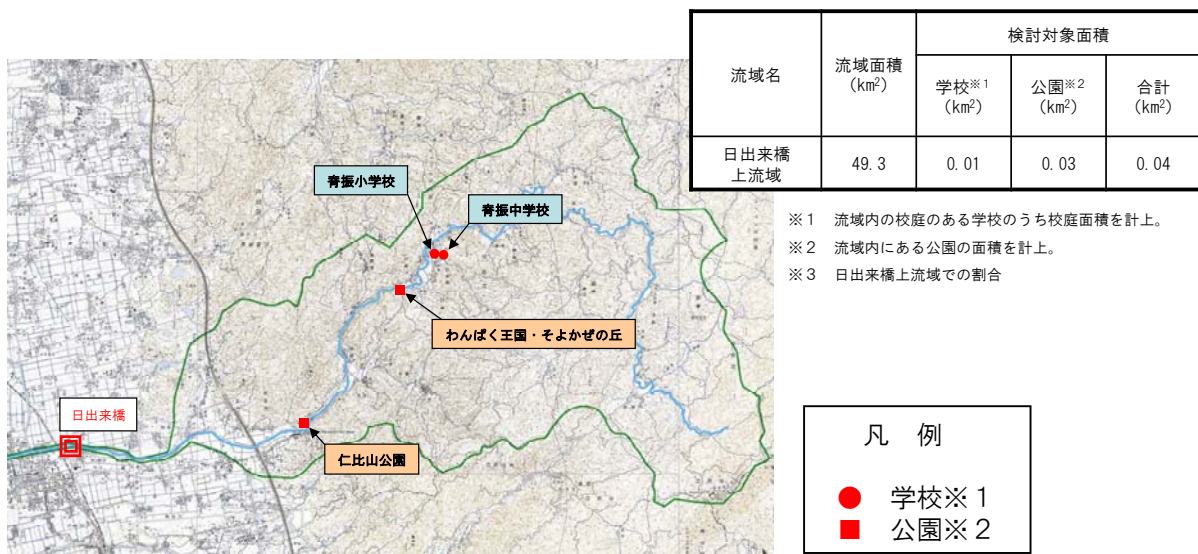 流域名
流域面積
(km²)
検討対象面積
学校※1
(km²)
公園※2
(km²)
合計
(km²)
日出来橋
上流域
49.3
0.01
0.03
0.04
※1 流域内の校庭のある学校のうち校庭面積を計上。
※2 流域内にある公園の面積を計上。
※3 日出来橋上流域での割合
脊振小学校
脊振中学校
わんぱく王国・そよかぜの丘
日出来橋
仁比山公園
凡 例
学校※1
公園※2